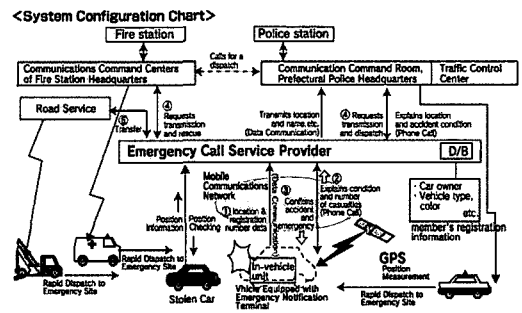 <System Configuration Chart>
Fire station
Police station
Communications Command Centers
of Fire Station Headquarters
Calls for a
dispatch
Communication Command Room,
Prefectural Police Headquarters
Traffic Control
Center
Road Service
⑤
Transfer
④
Requests
transmission
and rescue
Transmits location
and name, etc.
(Data Communication)
④ Requests
transmission
and dispatch
Explains location
and accident condition
(Phone Call)
Emergency Call Service Provider
D/B
Mobile
Communications
Network
① location &
registration
number data
Data Communication
③
Confirms
accident
and
emergency
②
Explains condition
and number
of casualties
(Phone Call)
· Car owner
· Vehicle type,
color
etc.
member's registration
information
Position
Information
Position
Checking
GPS
Position
Measurement
In-vehicle
unit
Rapid Dispatch to
Emergency Site
Rapid Dispatch to
Emergency Site
Stolen Car
Vhicle Equipped with
Emergency Notification
Terminal
Rapid Dispatch to
Emergency Site